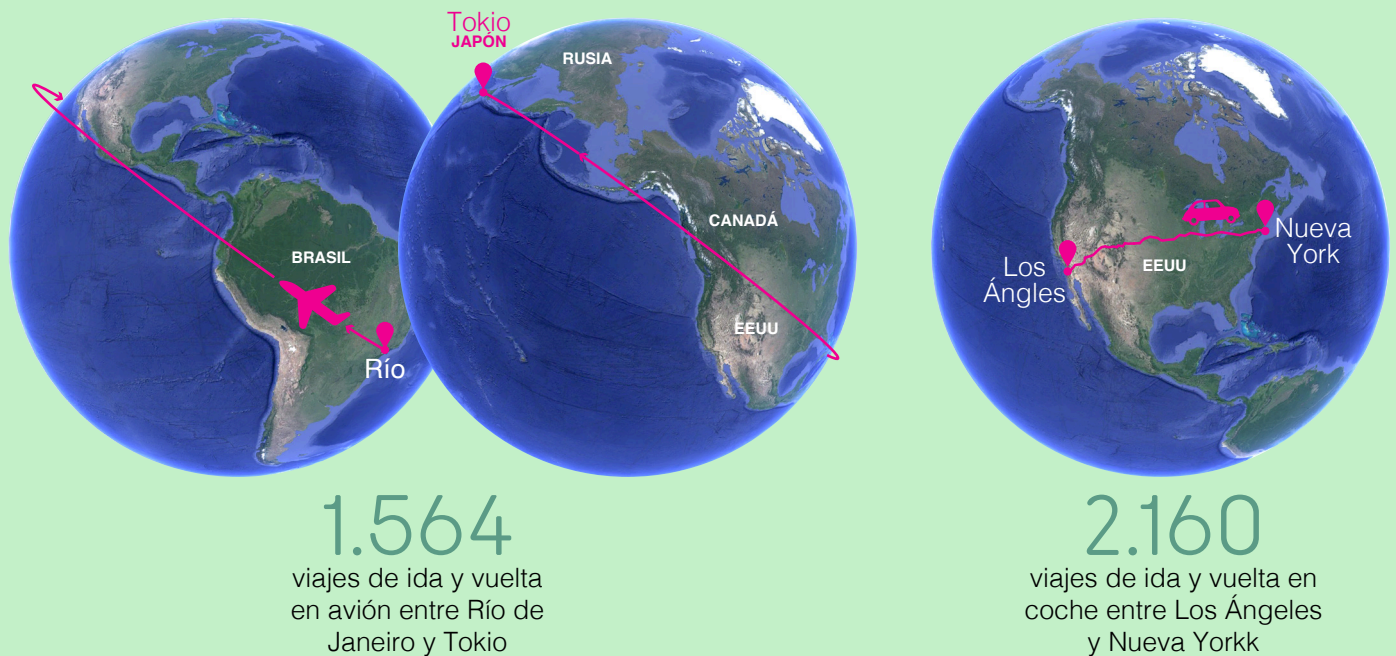 Tokio
JAPÓN
RUSIA
CANADÁ
EEUU
BRASIL
Río
Nueva
York
Los
Ángles
EEUU
1.564
viajes de ida y vuelta
en avión entre Río de
Janeiro y Tokio
2.160
viajes de ida y vuelta en
coche entre Los Ángeles
y Nueva Yorkk